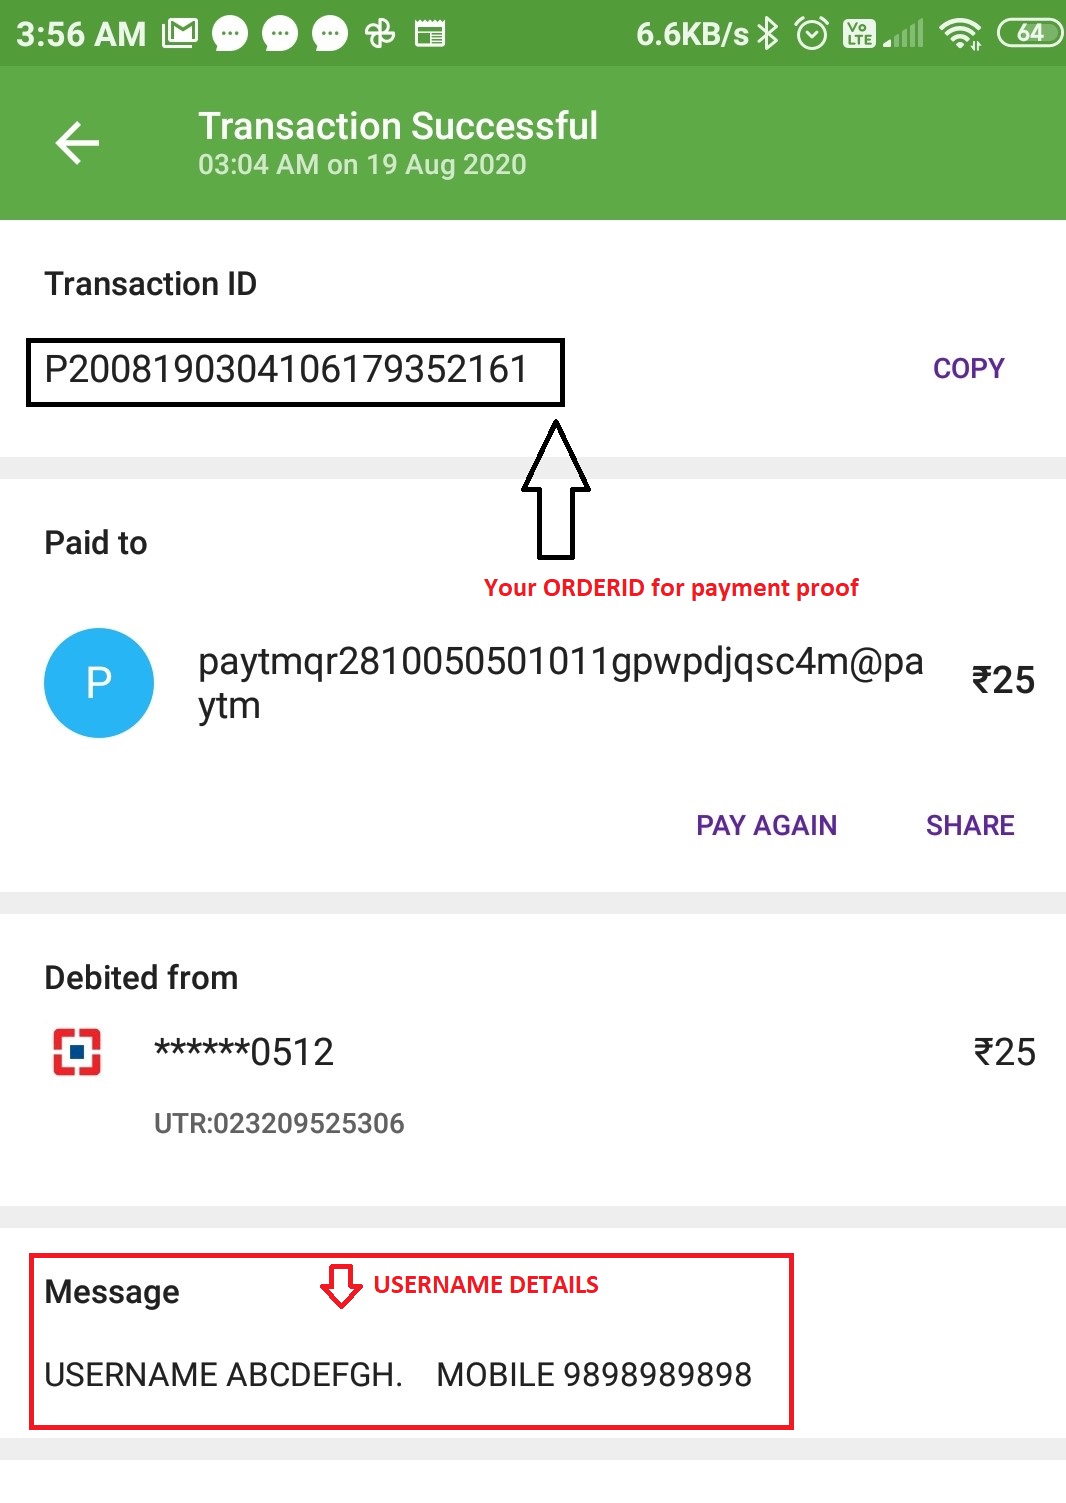 3:56 AM 6.6KB/s Vo LTE 64
Transaction Successful
03:04 AM on 19 Aug 2020
Transaction ID
P2008190304106179352161 COPY
Paid to
Your ORDERID for payment proof
P
paytmqr2810050501011gpwpdjqsc4m@pa
ytm
₹25
PAY AGAIN SHARE
Debited from
******0512 ₹25
UTR:023209525306
Message USERNAME DETAILS
USERNAME ABCDEFGH. MOBILE 9898989898